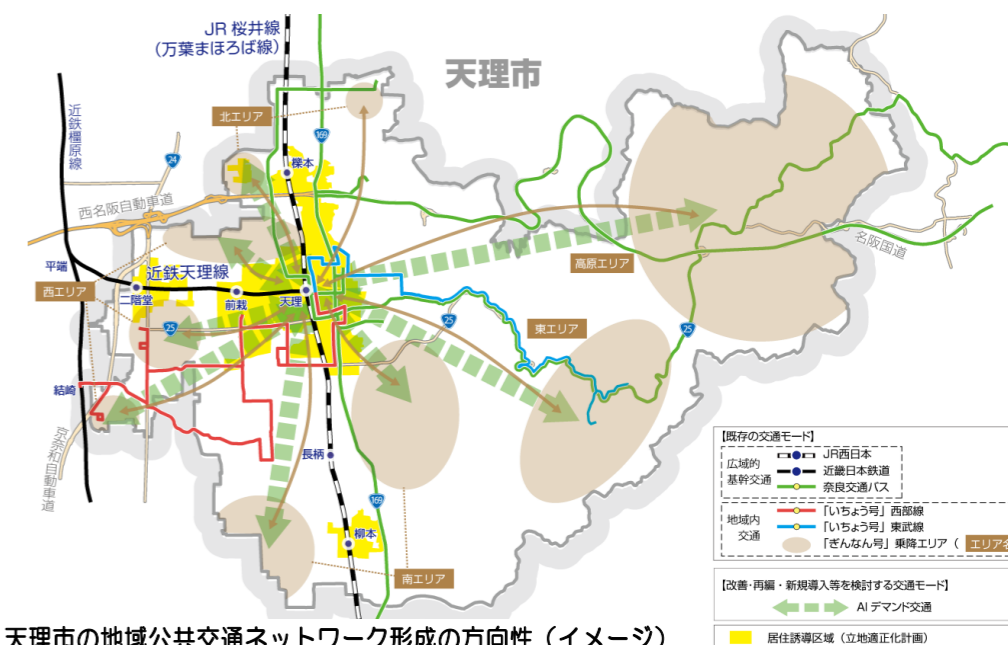 JR 桜井線
(万葉まほろば線)
天理市
近鉄橿原線
北エリア
169
24
櫟本
西名阪自動車道
名阪国道
高原エリア
平端
近鉄天理線
西エリア
二階堂
前栽
天理
25
25
25
東エリア
結崎
京奈和自動車道
長柄
169
柳本
南エリア
【既存の交通モード】
広域的
基幹交通
JR西日本
近畿日本鉄道
奈良交通バス
地域内
交通
「いちょう号」西部線
「いちょう号」東武線
「ぎんなん号」乗降エリア( エリア名
【改善・再編・新規導入等を検討する交通モード】
AI デマンド交通
居住誘導区域(立地適正化計画)
天理市の地域公共交通ネットワーク形成の方向性(イメージ)